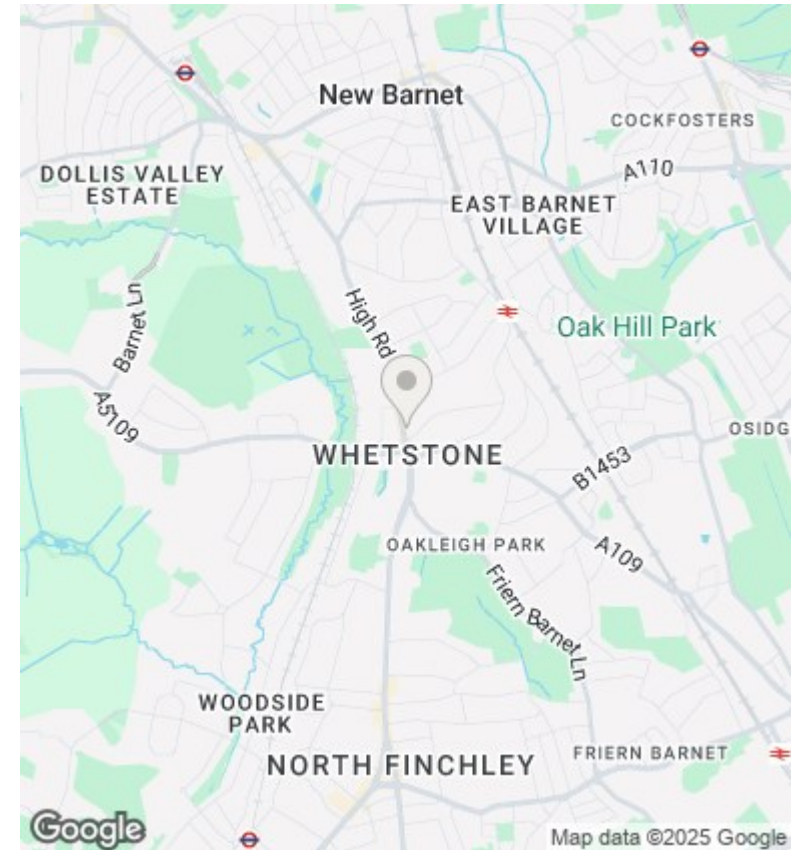 New Barnet
COCKFOSTERS
DOLLIS VALLEY
ESTATE
A110
EAST BARNET
VILLAGE
Barnet Ln
High Rd
Oak Hill Park
A5109
OSIDG
WHETSTONE
B1453
OAKLEIGH PARK
A109
Friern Barnet Ln
WOODSIDE
PARK
NORTH FINCHLEY
FRIERN BARNET
Google
Map data ©2025 Google